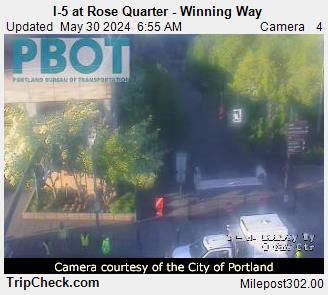 I-5 at Rose Quarter - Winning Way
Updated May 30 2024 6:55 AM Camera 4
PBOT
PORTLAND BUREAU OF TRANSPORTATION
Camera courtesy of the City of Portland
TripCheck.com Milepost302.00